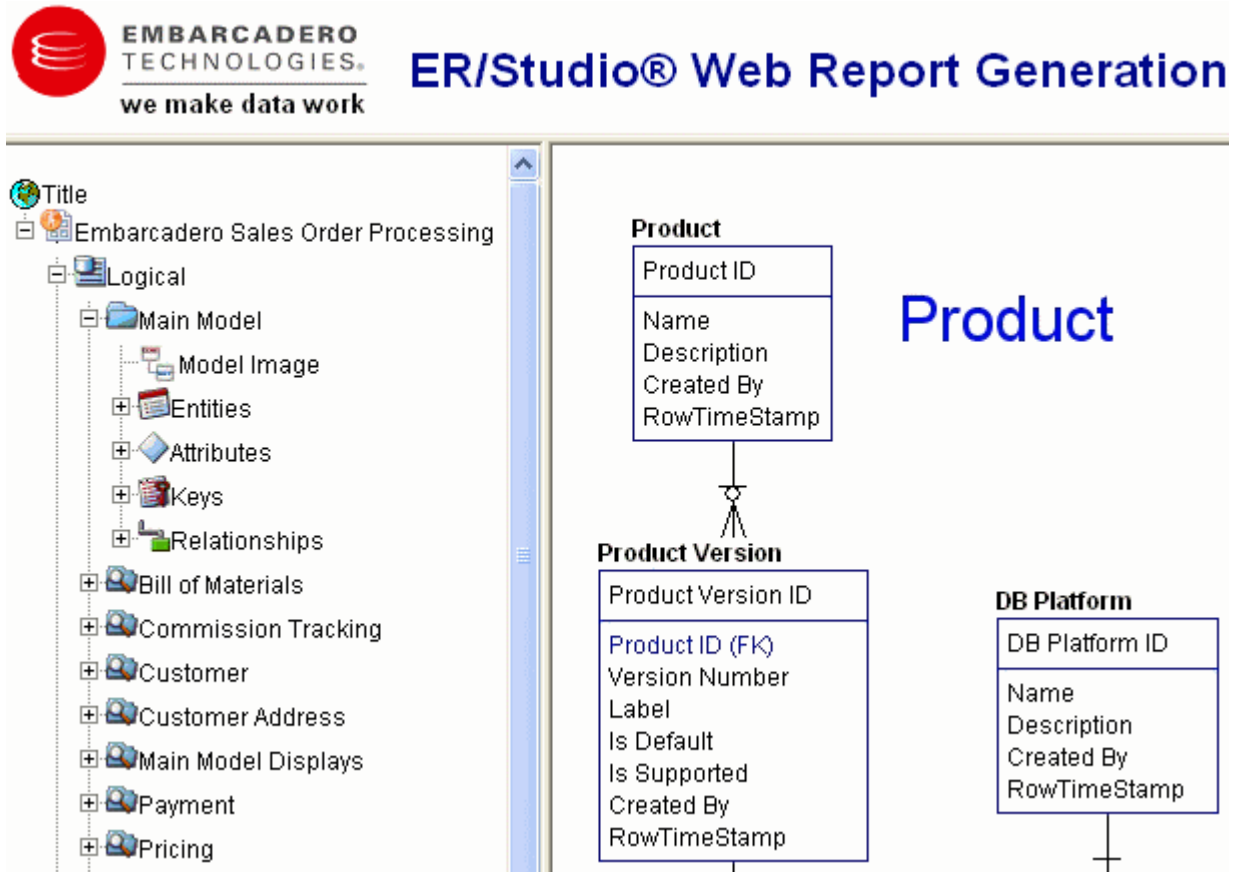 EMBARCADERO
TECHNOLOGIES®
we make data work
ER/Studio® Web Report Generation
Title
Embarcadero Sales Order Processing
Logical
Main Model
Model Image
Entities
Attributes
Keys
Relationships
Bill of Materials
Commission Tracking
Customer
Customer Address
Main Model Displays
Payment
Pricing
Product
Product ID
Name
Description
Created By
RowTimeStamp
Product
Product Version
Product Version ID
Product ID (FK)
Version Number
Label
Is Default
Is Supported
Created By
RowTimeStamp
DB Platform
DB Platform ID
Name
Description
Created By
RowTimeStamp